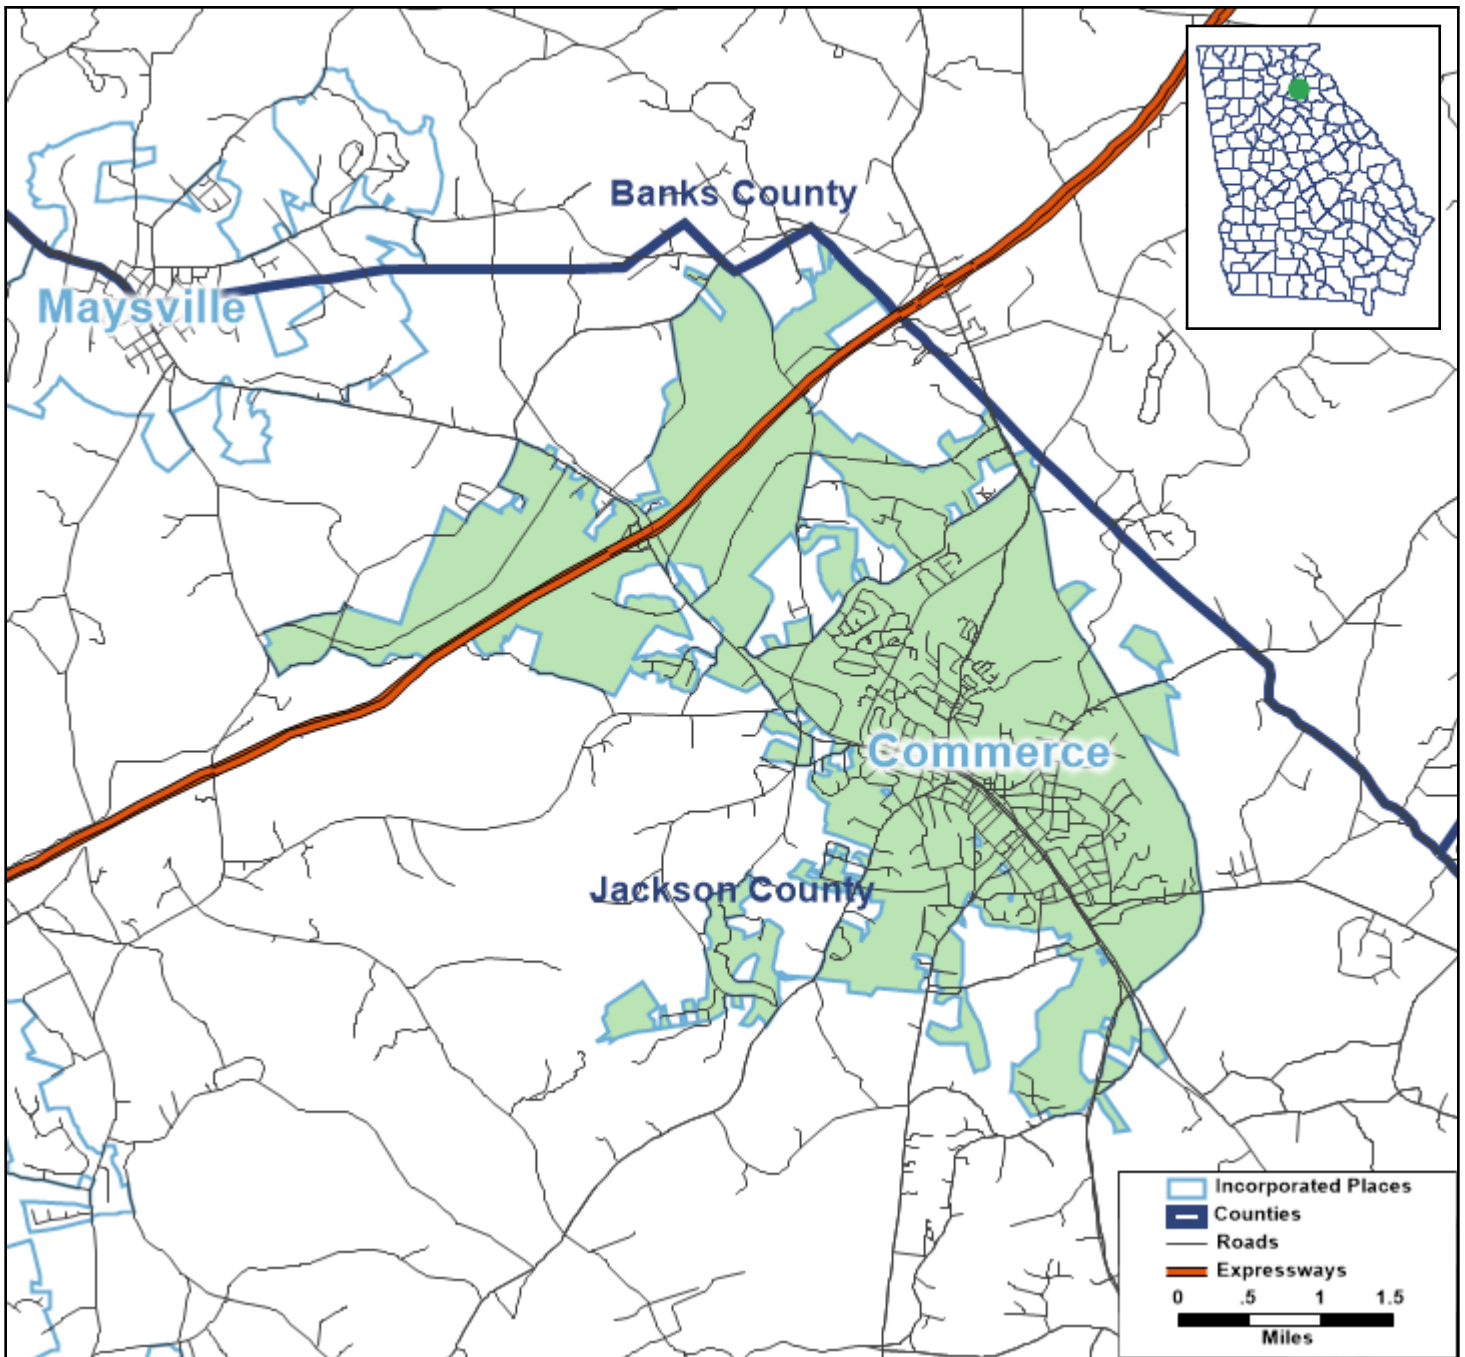 Banks County
Maysville
Commerce
Jackson County
Incorporated Places
Counties
Roads
Expressways
0 .5 1 1.5
Miles